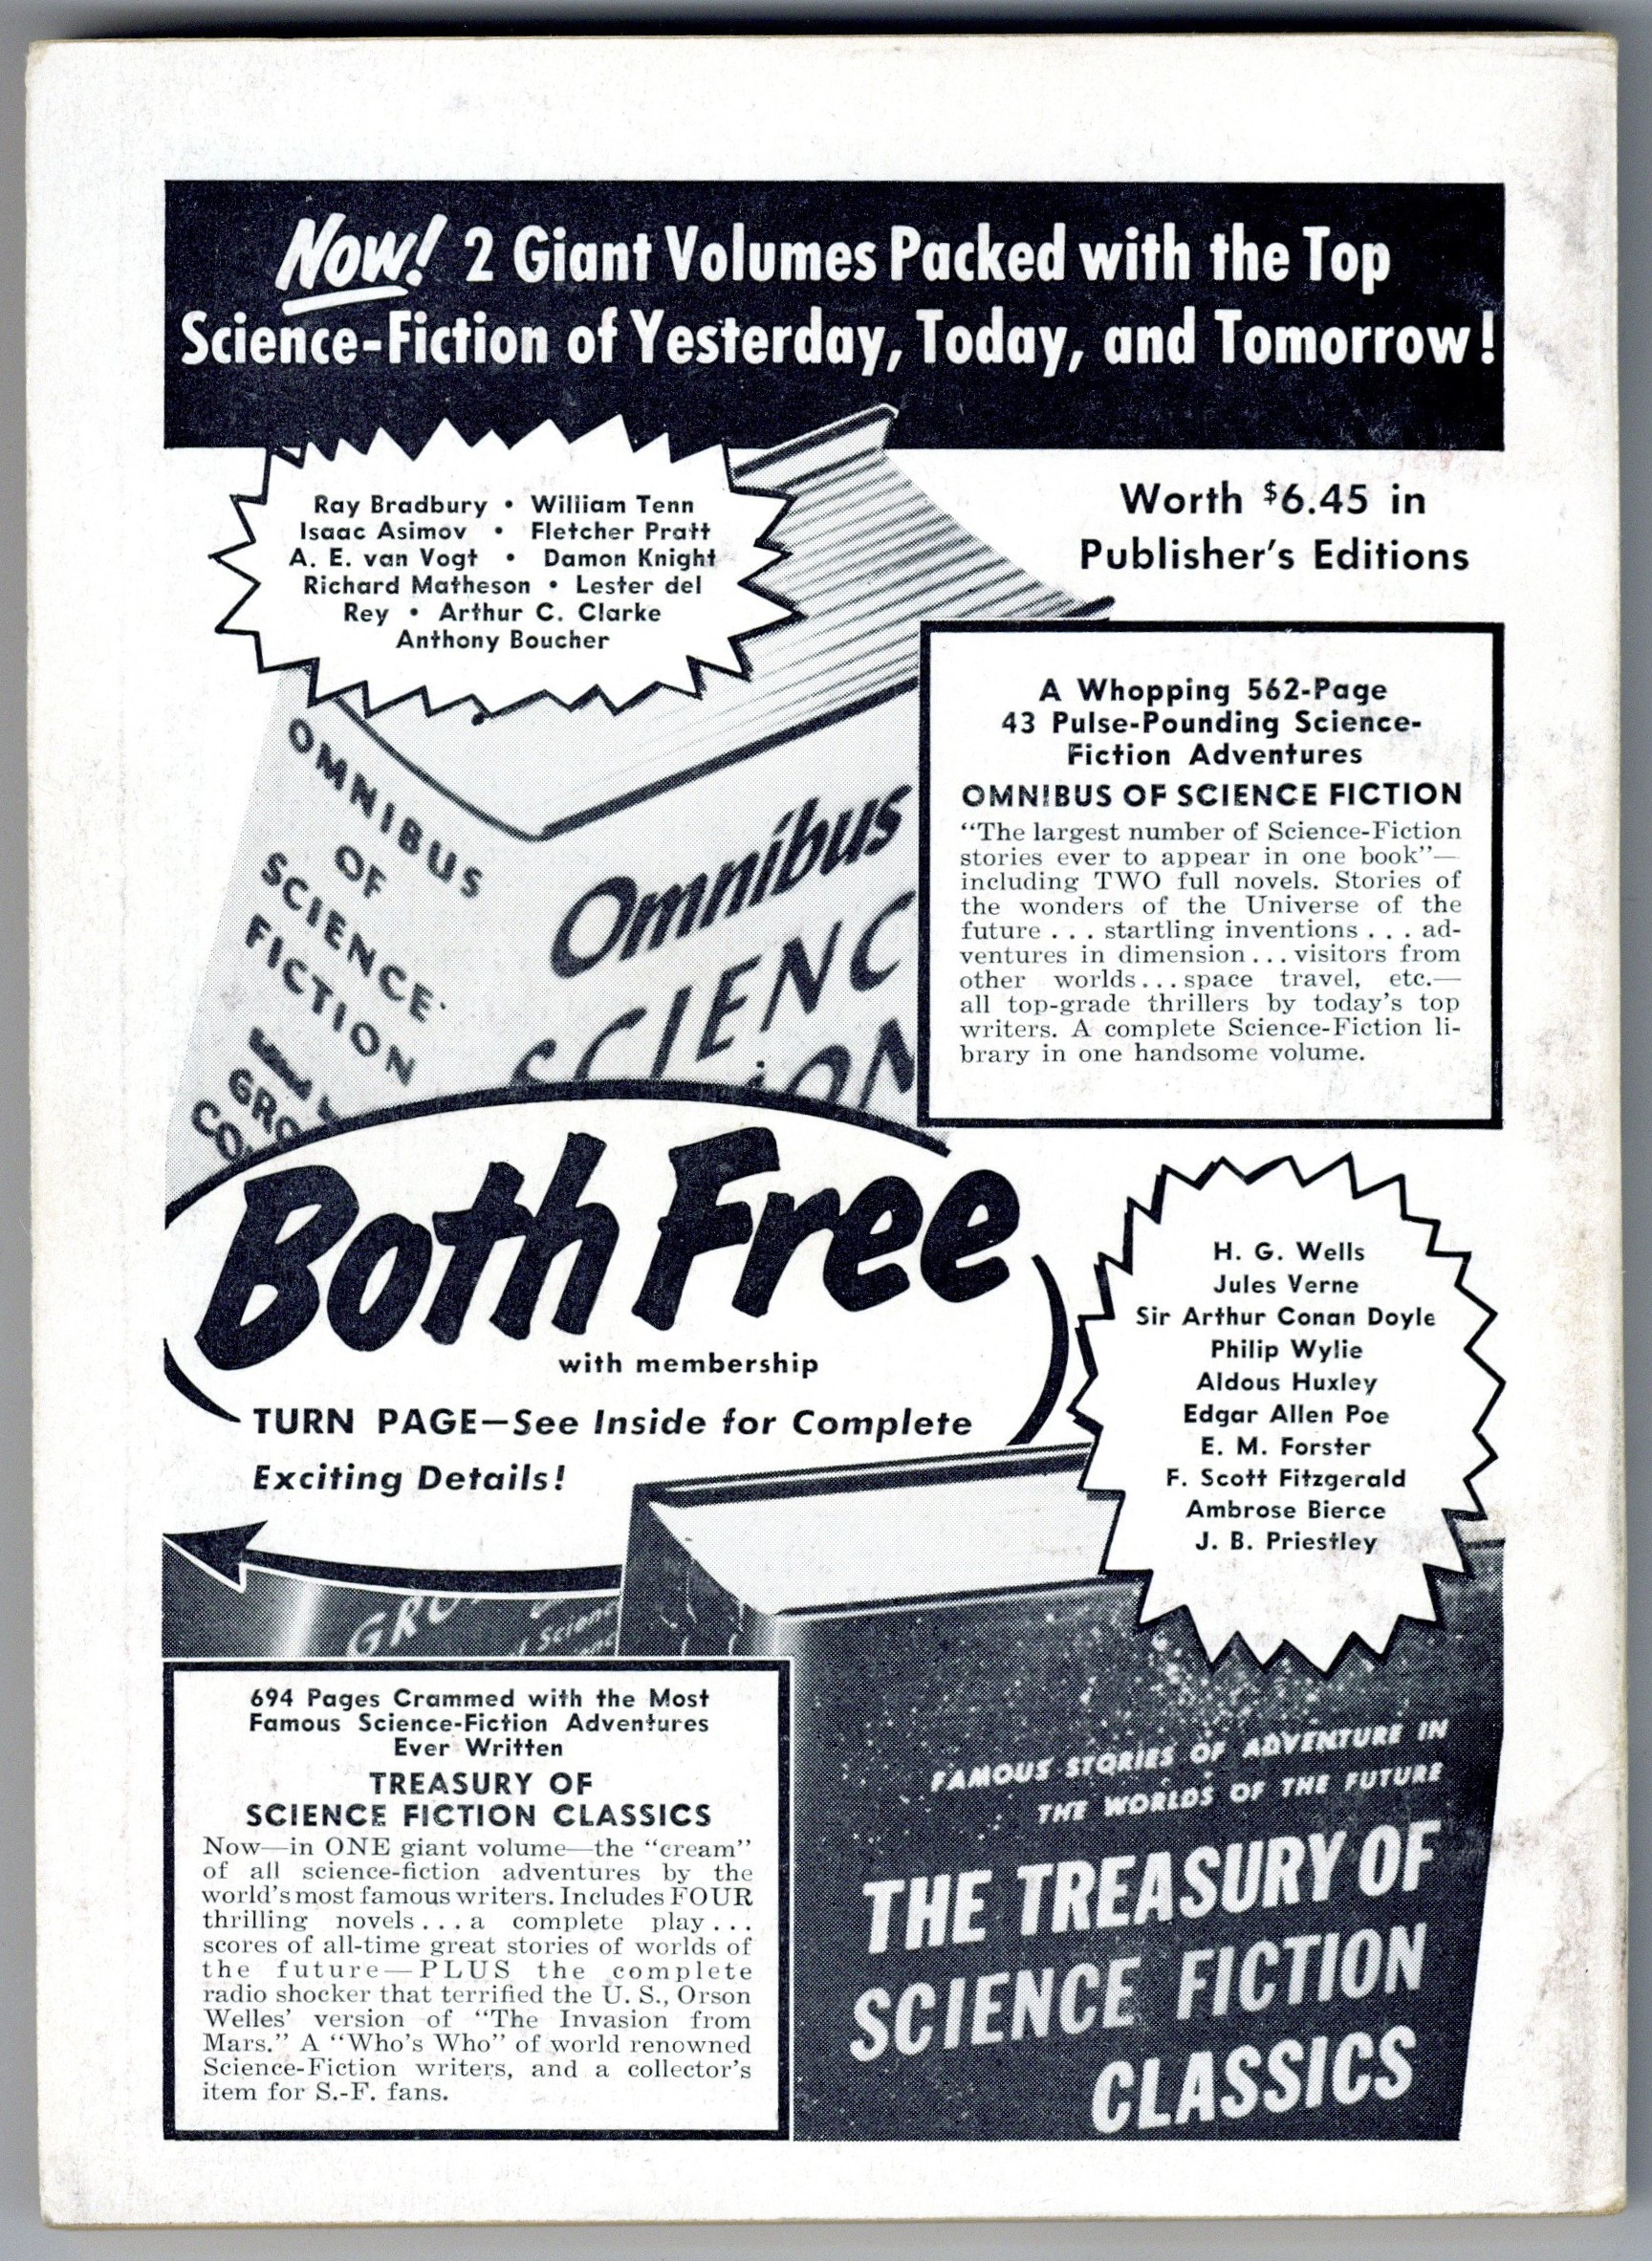 Now! 2 Giant Volumes Packed with the Top
Science-Fiction of Yesterday, Today, and Tomorrow!
Ray Bradbury • William Tenn
Isaac Asimov • Fletcher Pratt
A. E. van Vogt • Damon Knight
Richard Matheson • Lester del
Rey • Arthur C. Clarke
Anthony Boucher
Worth $6.45 in
Publisher's Editions
A Whopping 562-Page
43 Pulse-Pounding Science-
Fiction Adventures
OMNIBUS OF SCIENCE FICTION
"The largest number of Science-Fiction
stories ever to appear in one book"—
including TWO full novels. Stories of
the wonders of the Universe of the
future . . . startling inventions . . . ad-
ventures in dimension . . . visitors from
other worlds . . . space travel, etc.—
all top-grade thrillers by today's top
writers. A complete Science-Fiction li-
brary in one handsome volume.
OMNIBUS
OF
SCIENCE
FICTION
GRO
CO.
Omnibus
SCIENC
ION
Both Free
with membership
TURN PAGE—See Inside for Complete
Exciting Details!
H. G. Wells
Jules Verne
Sir Arthur Conan Doyle
Philip Wylie
Aldous Huxley
Edgar Allen Poe
E. M. Forster
F. Scott Fitzgerald
Ambrose Bierce
J. B. Priestley
GRO
Scienc
694 Pages Crammed with the Most
Famous Science-Fiction Adventures
Ever Written
TREASURY OF
SCIENCE FICTION CLASSICS
Now—in ONE giant volume—the "cream"
of all science-fiction adventures by the
world's most famous writers. Includes FOUR
thrilling novels . . . a complete play . . .
scores of all-time great stories of worlds of
the future—PLUS the complete
radio shocker that terrified the U. S., Orson
Welles' version of "The Invasion from
Mars." A "Who's Who" of world renowned
Science-Fiction writers, and a collector's
item for S.-F. fans.
FAMOUS STORIES OF ADVENTURE IN
THE WORLDS OF THE FUTURE
THE TREASURY OF
SCIENCE FICTION
CLASSICS